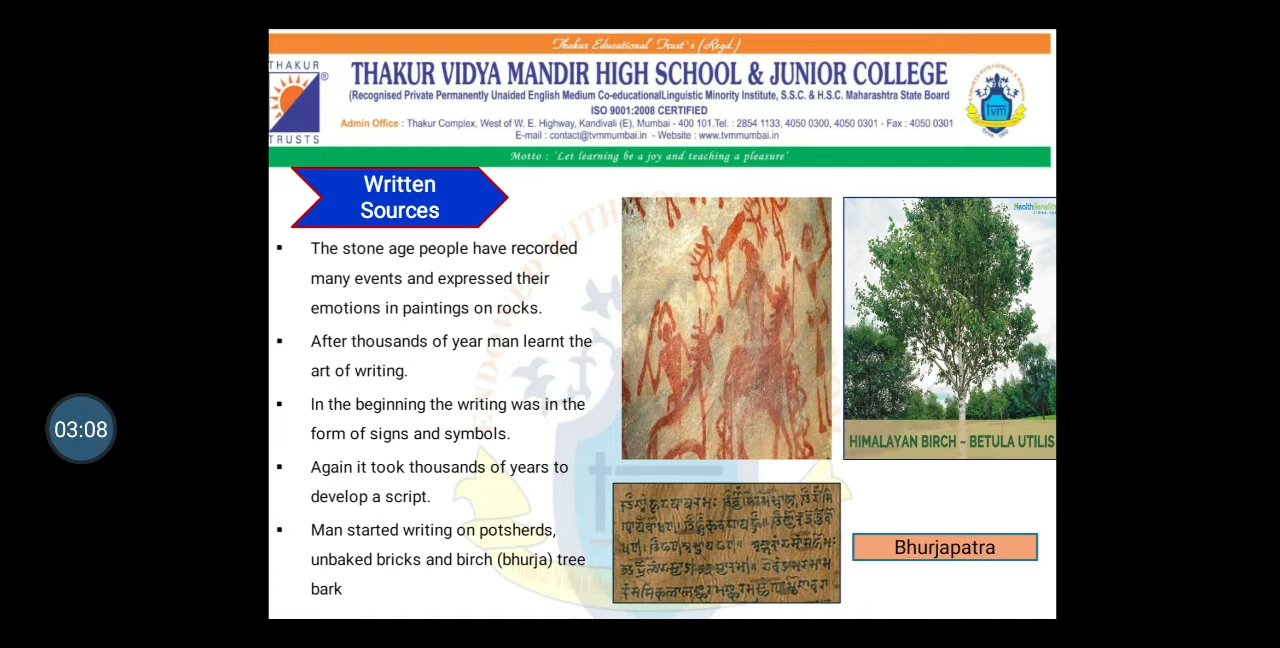 Thakur Educational Trust's (Regd.)
THAKUR
TRUSTS
THAKUR VIDYA MANDIR HIGH SCHOOL & JUNIOR COLLEGE
(Recognised Private Permanently Unaided English Medium Co-educationalLinguistic Minority Institute, S.S.C. & H.S.C. Maharashtra State Board
ISO 9001:2008 CERTIFIED
Admin Office : Thakur Complex, West of W. E. Highway, Kandivali (E), Mumbai - 400 101.Tel. : 2854 1133, 4050 0300, 4050 0301 - Fax : 4050 0301
E-mail : contact@tvmmumbai.in - Website : www.tvmmumbai.in
tvm
Motto : 'Let learning be a joy and teaching a pleasure'
Written
Sources
▪ The stone age people have recorded
many events and expressed their
emotions in paintings on rocks.
▪ After thousands of year man learnt the
art of writing.
▪ In the beginning the writing was in the
form of signs and symbols.
▪ Again it took thousands of years to
develop a script.
▪ Man started writing on potsherds,
unbaked bricks and birch (bhurja) tree
bark
HealthBenefits
HIMALAYAN BIRCH ~ BETULA UTILIS
Bhurjapatra
03:08